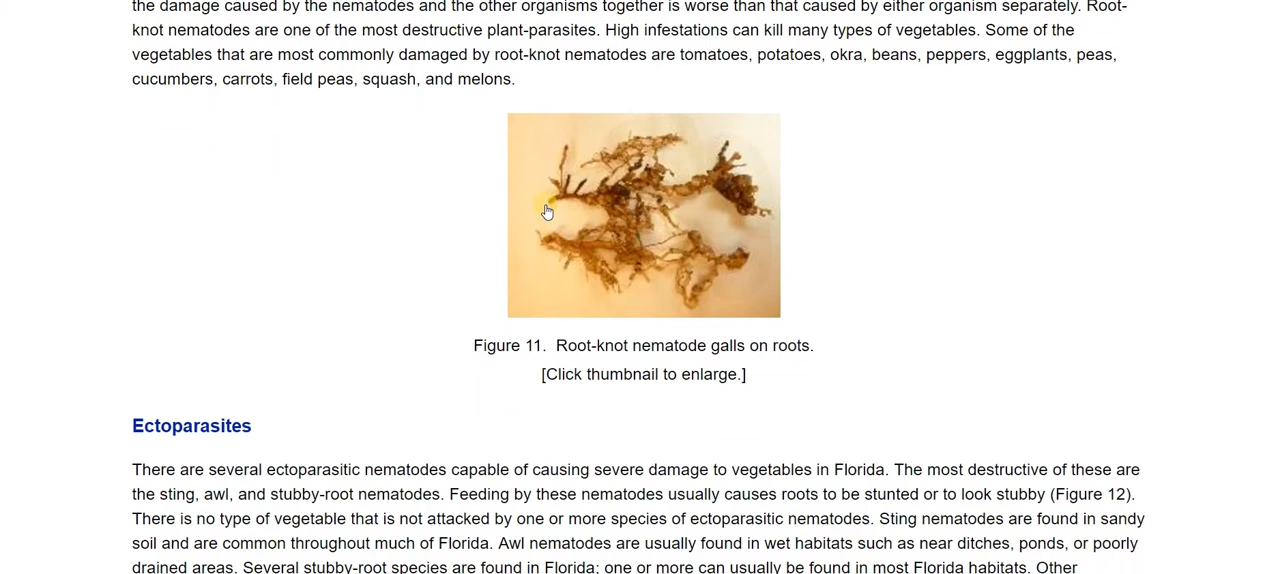 the damage caused by the nematodes and the other organisms together is worse than that caused by either organism separately. Root-
knot nematodes are one of the most destructive plant-parasites. High infestations can kill many types of vegetables. Some of the
vegetables that are most commonly damaged by root-knot nematodes are tomatoes, potatoes, okra, beans, peppers, eggplants, peas,
cucumbers, carrots, field peas, squash, and melons.
Figure 11. Root-knot nematode galls on roots.
[Click thumbnail to enlarge.]
Ectoparasites
There are several ectoparasitic nematodes capable of causing severe damage to vegetables in Florida. The most destructive of these are
the sting, awl, and stubby-root nematodes. Feeding by these nematodes usually causes roots to be stunted or to look stubby (Figure 12).
There is no type of vegetable that is not attacked by one or more species of ectoparasitic nematodes. Sting nematodes are found in sandy
soil and are common throughout much of Florida. Awl nematodes are usually found in wet habitats such as near ditches, ponds, or poorly
drained areas. Several stubby-root species are found in Florida; one or more can usually be found in most Florida habitats. Other